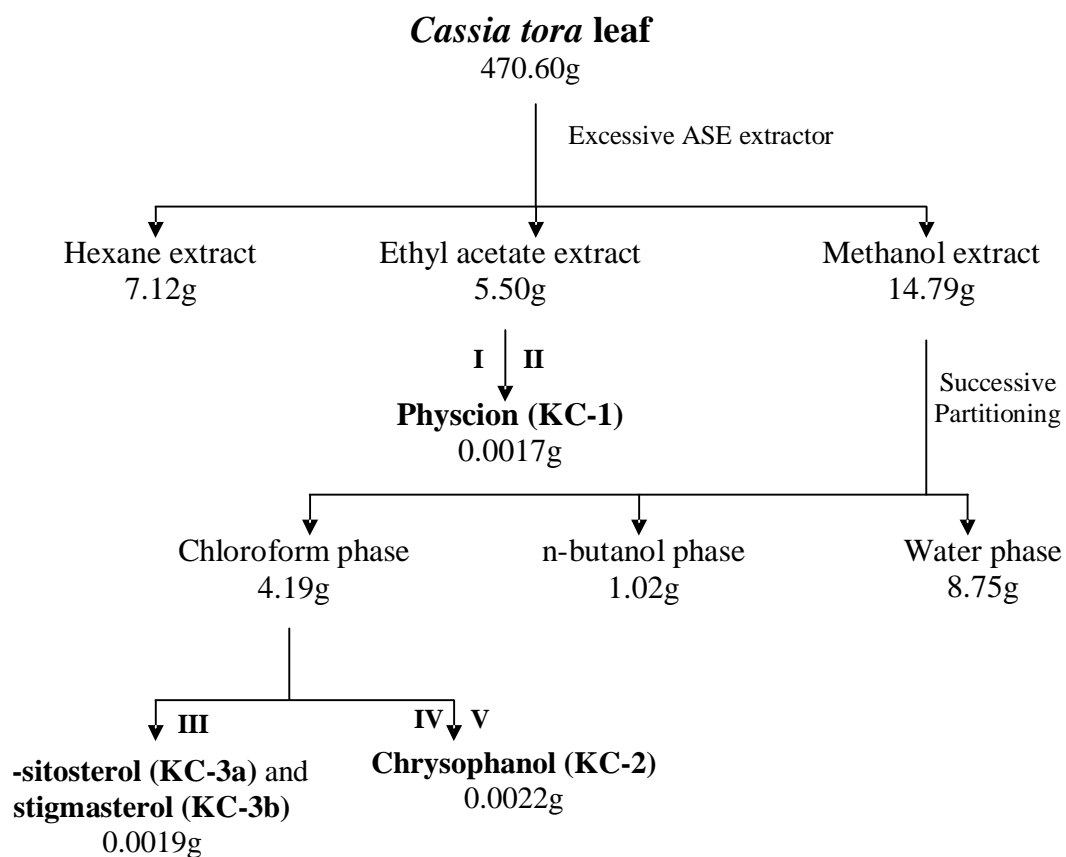 Cassia tora leaf
470.60g
Excessive ASE extractor
Hexane extract
7.12g
Ethyl acetate extract
5.50g
Methanol extract
14.79g
I II
Successive
Partitioning
Physcion (KC-1)
0.0017g
Chloroform phase
4.19g
n-butanol phase
1.02g
Water phase
8.75g
III
IV V
-sitosterol (KC-3a) and
stigmasterol (KC-3b)
0.0019g
Chrysophanol (KC-2)
0.0022g